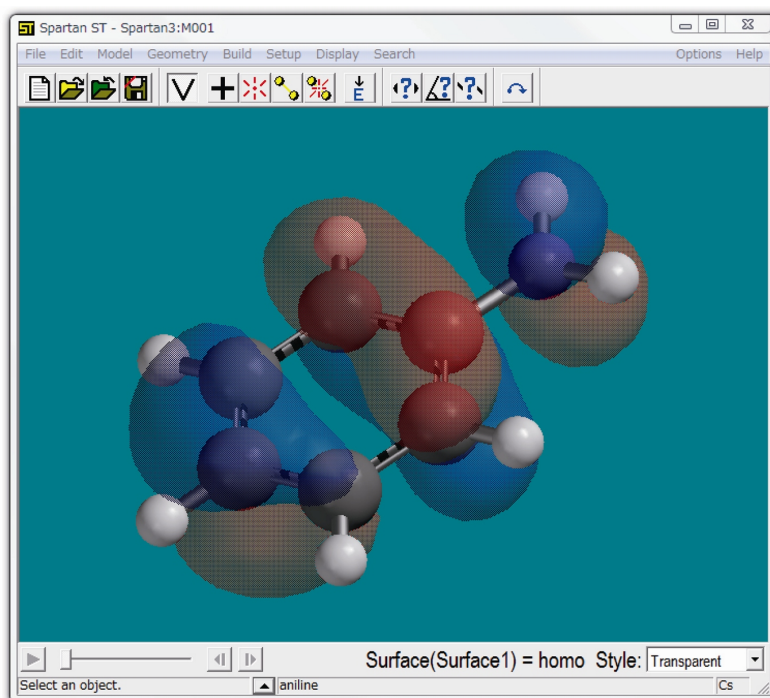 ST Spartan ST - Spartan3:M001
File Edit Model Geometry Build Setup Display Search Options Help
V E ? ? ?
Surface(Surface1) = homo Style: Transparent
Select an object. aniline Cs